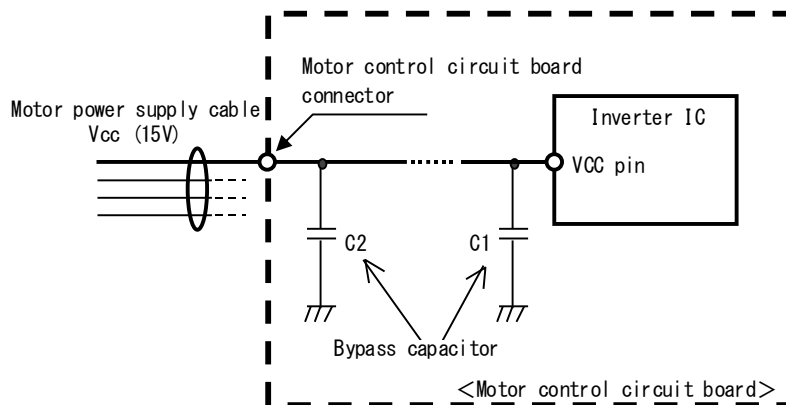 Motor control circuit board
connector
Motor power supply cable
Vcc (15V)
Inverter IC
VCC pin
C2
C1
Bypass capacitor
<Motor control circuit board>